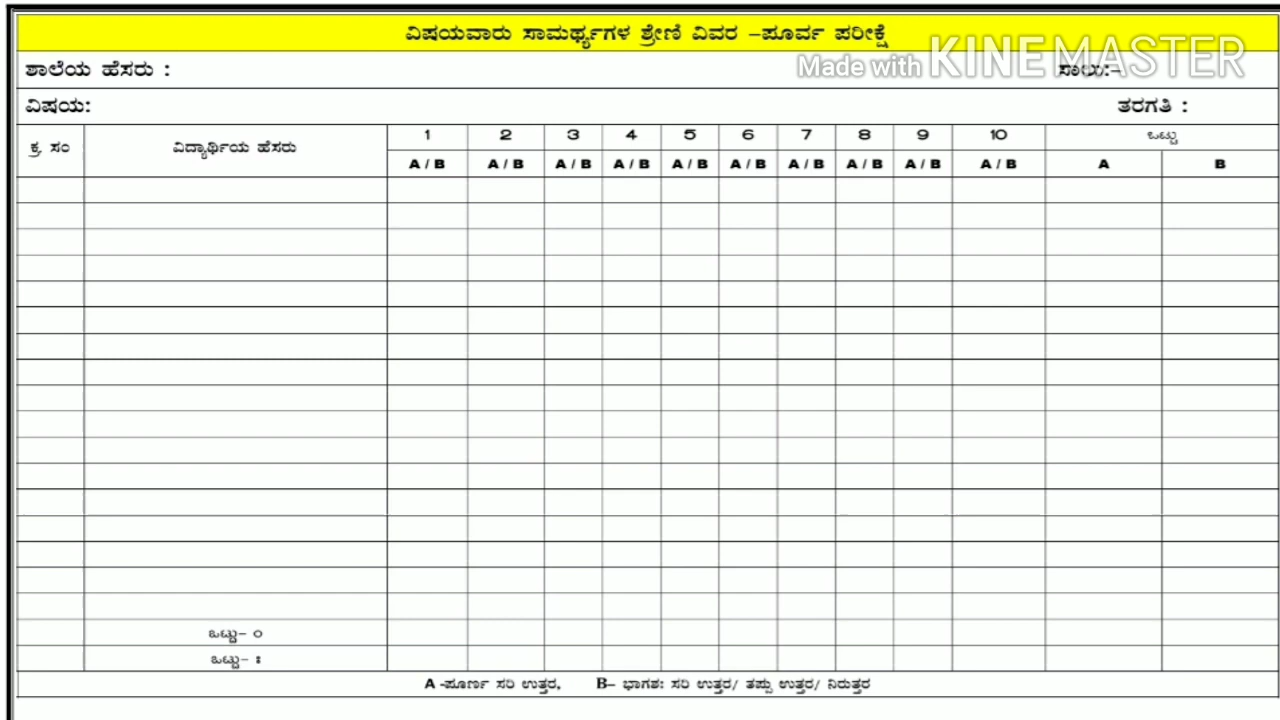 ವಿಷಯವಾರು ಸಾಮರ್ಥ್ಯಗಳ ಶ್ರೇಣಿ ವಿವರ –ಪೂರ್ವ ಪರೀಕ್ಷೆ
Made with KINEMASTER
ಶಾಲೆಯ ಹೆಸರು : ಸಾಲು:-
ವಿಷಯ: ತರಗತಿ :
ಕ್ರ. ಸಂ ವಿದ್ಯಾರ್ಥಿಯ ಹೆಸರು 1 2 3 4 5 6 7 8 9 10 ಒಟ್ಟು
A / B A / B A / B A / B A / B A / B A / B A / B A / B A / B A B
ಒಟ್ಟು– ಂ
ಒಟ್ಟು– ಃ
A -ಪೂರ್ಣ ಸರಿ ಉತ್ತರ, B– ಭಾಗಶಃ ಸರಿ ಉತ್ತರ/ ತಪ್ಪು ಉತ್ತರ/ ನಿರುತ್ತರ